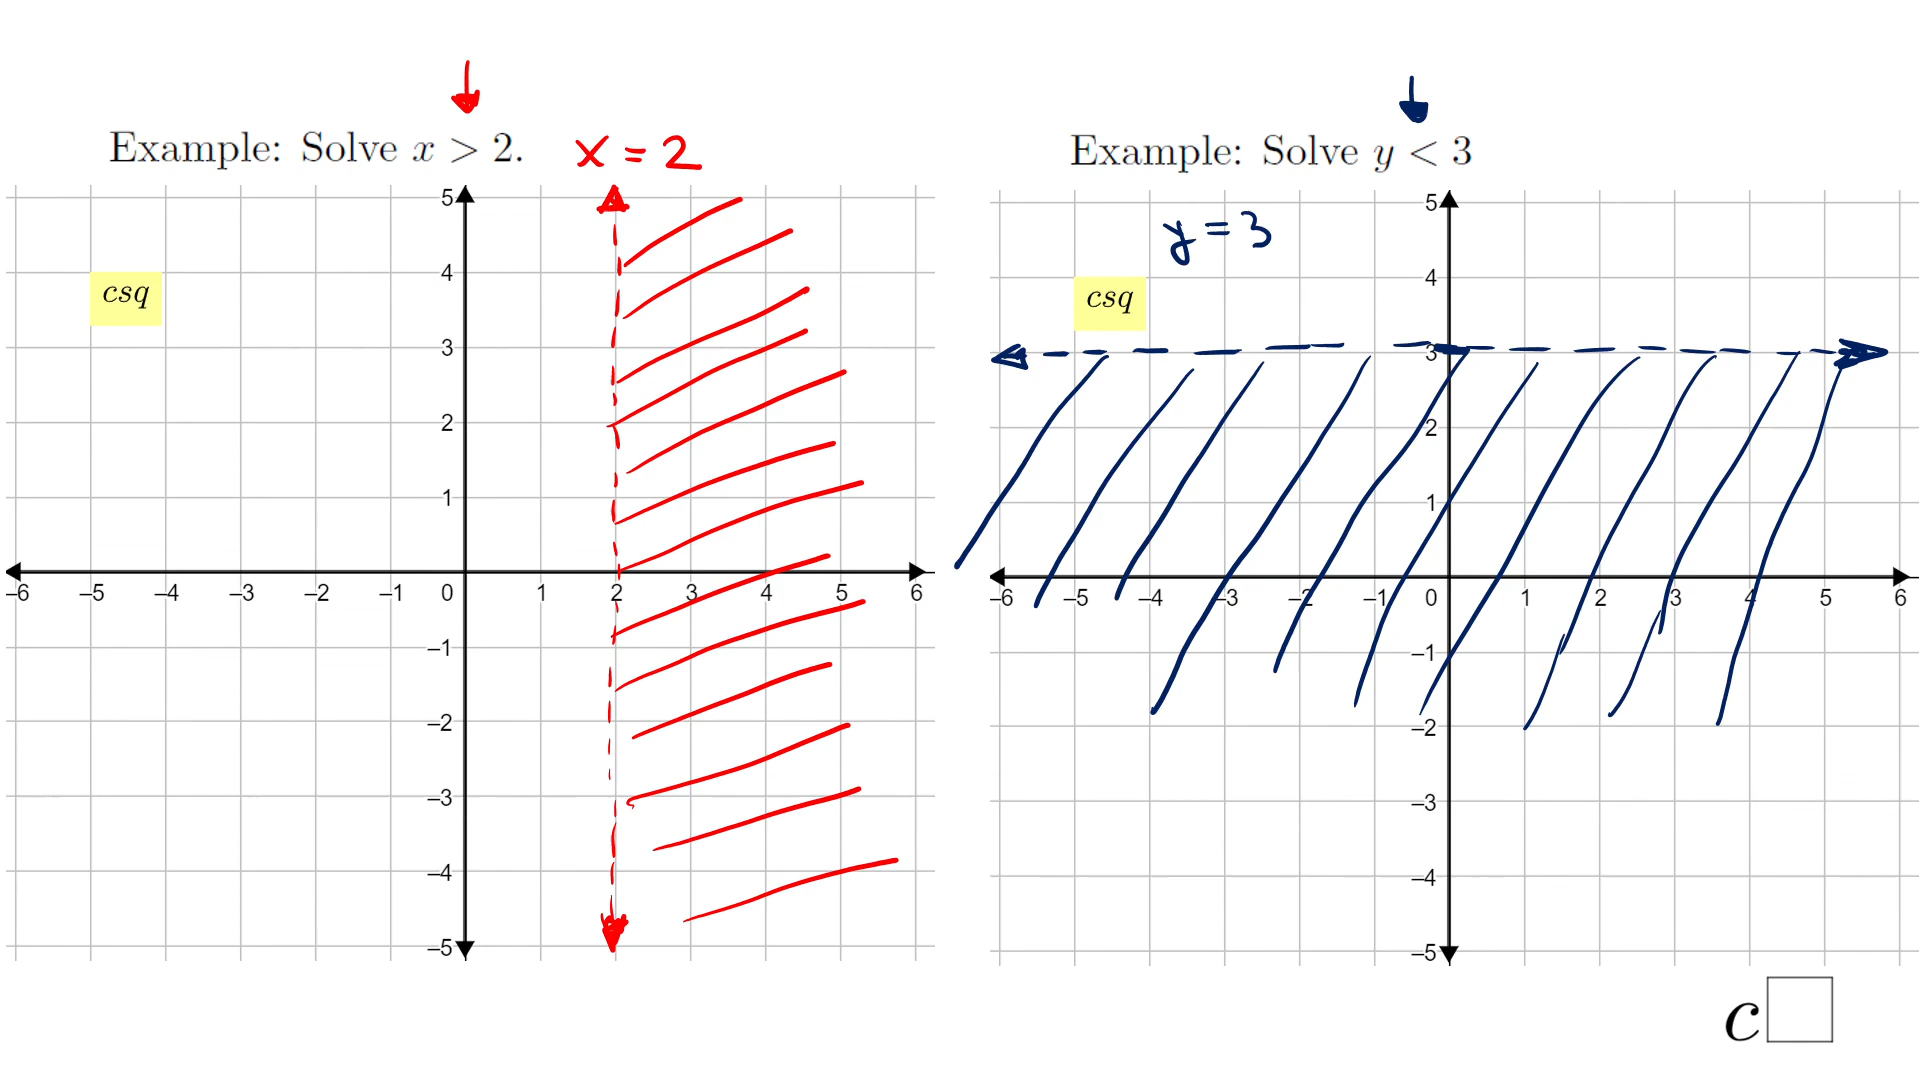 Example: Solve x > 2.
x = 2
csq
5
4
3
2
1
0
–1
–2
–3
–4
–5
–6 –5 –4 –3 –2 –1 0 1 2 3 4 5 6
Example: Solve y < 3
y = 3
csq
5
4
3
2
1
–1
–2
–3
–4
–5
–6 –5 –4 –3 –2 –1 0 1 2 3 4 5 6
c